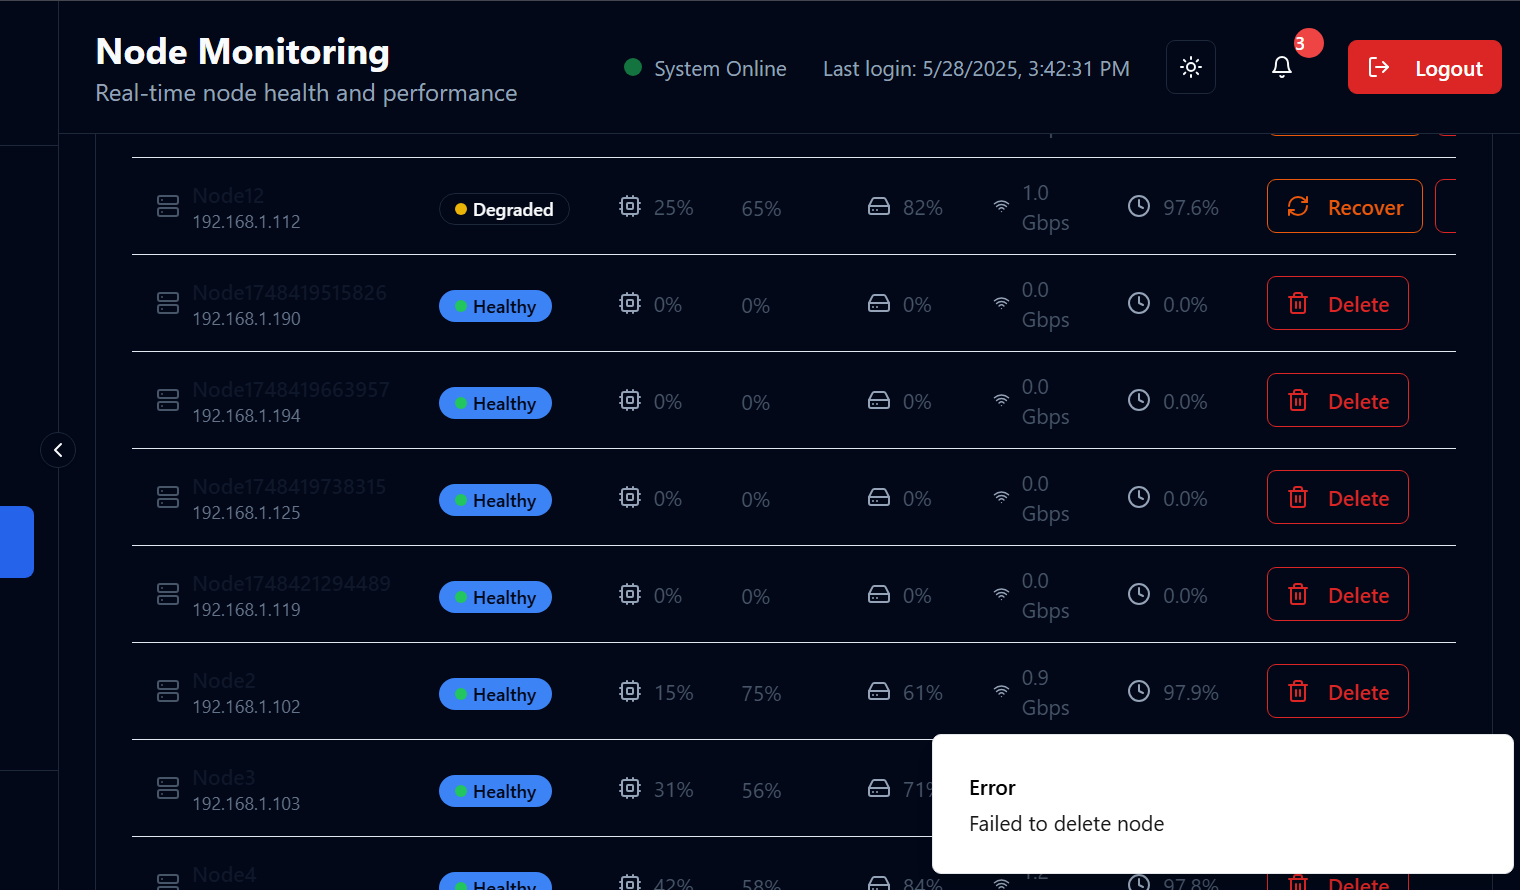 Node Monitoring
Real-time node health and performance
System Online
Last login: 5/28/2025, 3:42:31 PM
3
Logout
Node12
192.168.1.112
Degraded
25%
65%
82%
1.0
Gbps
97.6%
Recover
Node1748419515826
192.168.1.190
Healthy
0%
0%
0%
0.0
Gbps
0.0%
Delete
Node1748419663957
192.168.1.194
Healthy
0%
0%
0%
0.0
Gbps
0.0%
Delete
Node1748419738315
192.168.1.125
Healthy
0%
0%
0%
0.0
Gbps
0.0%
Delete
Node1748421294489
192.168.1.119
Healthy
0%
0%
0%
0.0
Gbps
0.0%
Delete
Node2
192.168.1.102
Healthy
15%
75%
61%
0.9
Gbps
97.9%
Delete
Node3
192.168.1.103
Healthy
31%
56%
71%
Error
Failed to delete node
Node4
Healthy
42%
58%
84%
1.2
97.8%
Delete